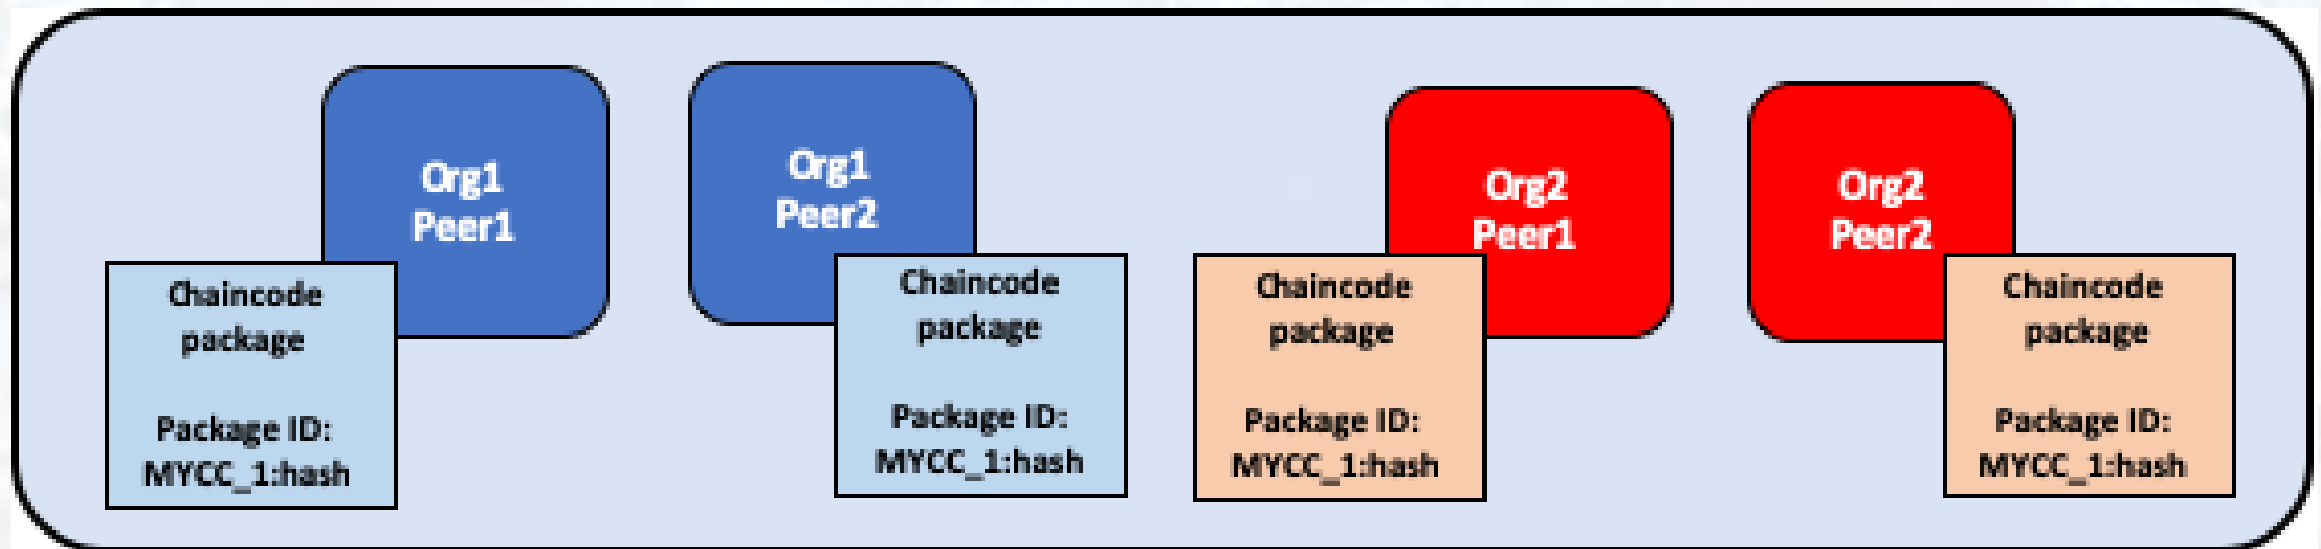 Org1
Peer1
Chaincode
package
Package ID:
MYCC_1:hash
Org1
Peer2
Chaincode
package
Package ID:
MYCC_1:hash
Org2
Peer1
Chaincode
package
Package ID:
MYCC_1:hash
Org2
Peer2
Chaincode
package
Package ID:
MYCC_1:hash